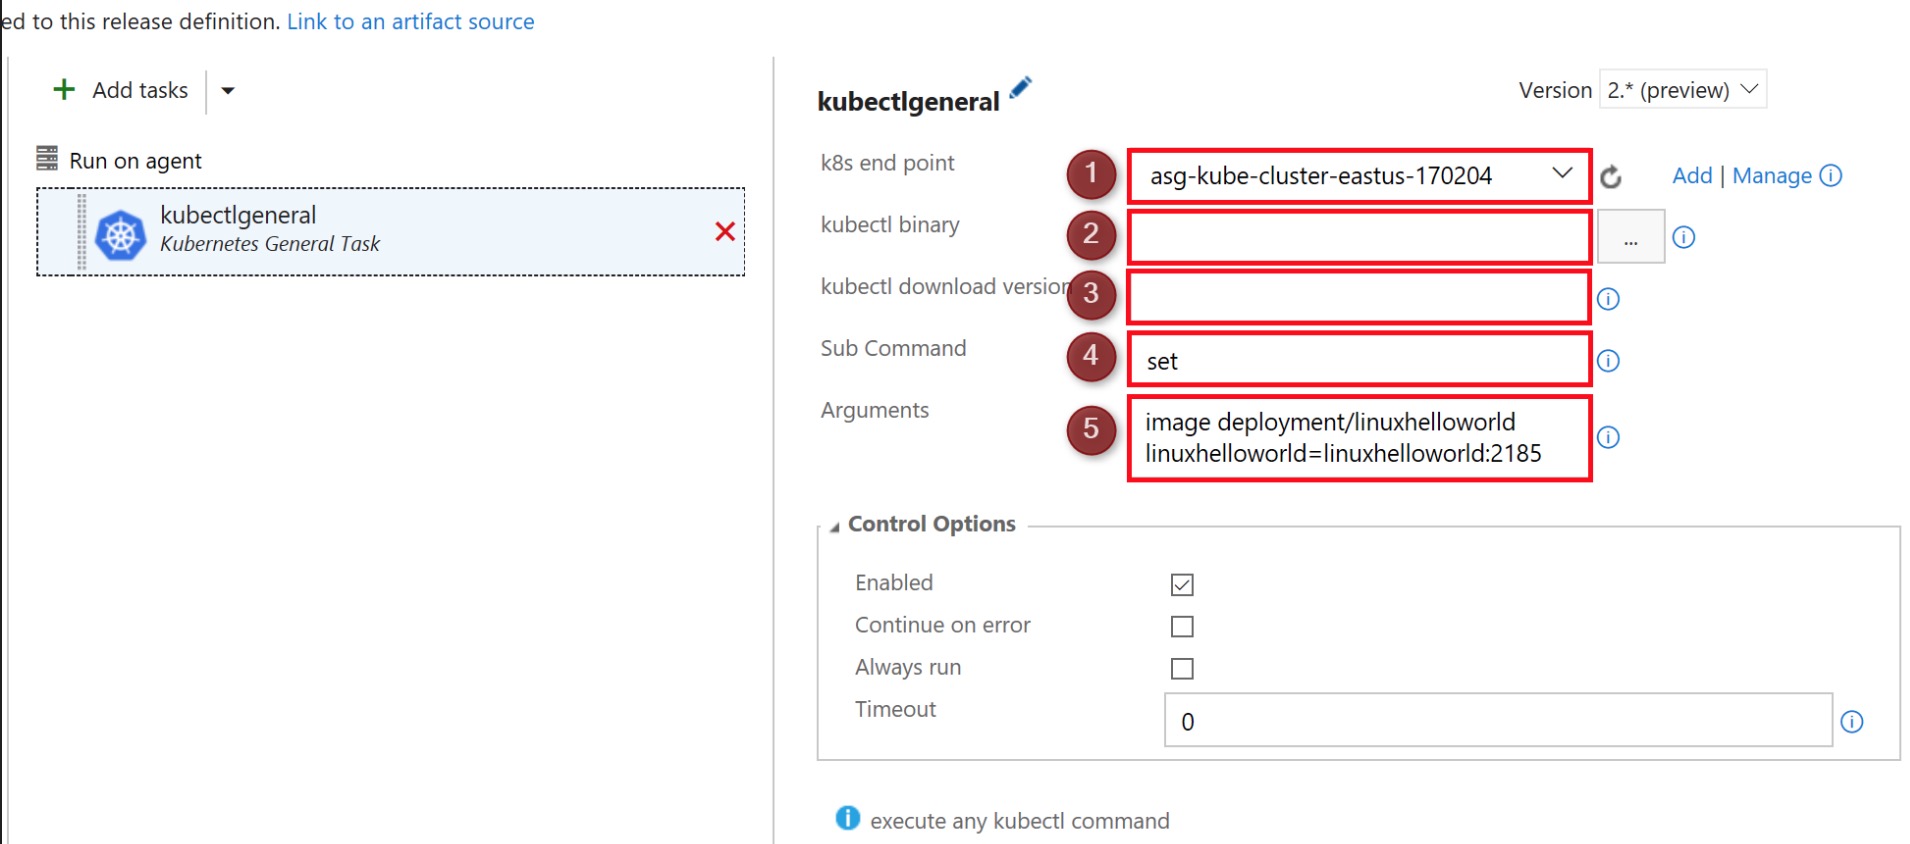 ed to this release definition. Link to an artifact source
Add tasks
Run on agent
kubectlgeneral
Kubernetes General Task
kubectlgeneral
Version 2.* (preview)
k8s end point 1 asg-kube-cluster-eastus-170204 Add | Manage
kubectl binary 2 ...
kubectl download version 3
Sub Command 4 set
Arguments 5 image deployment/linuxhelloworld
linuxhelloworld=linuxhelloworld:2185
Control Options
Enabled
Continue on error
Always run
Timeout 0
execute any kubectl command